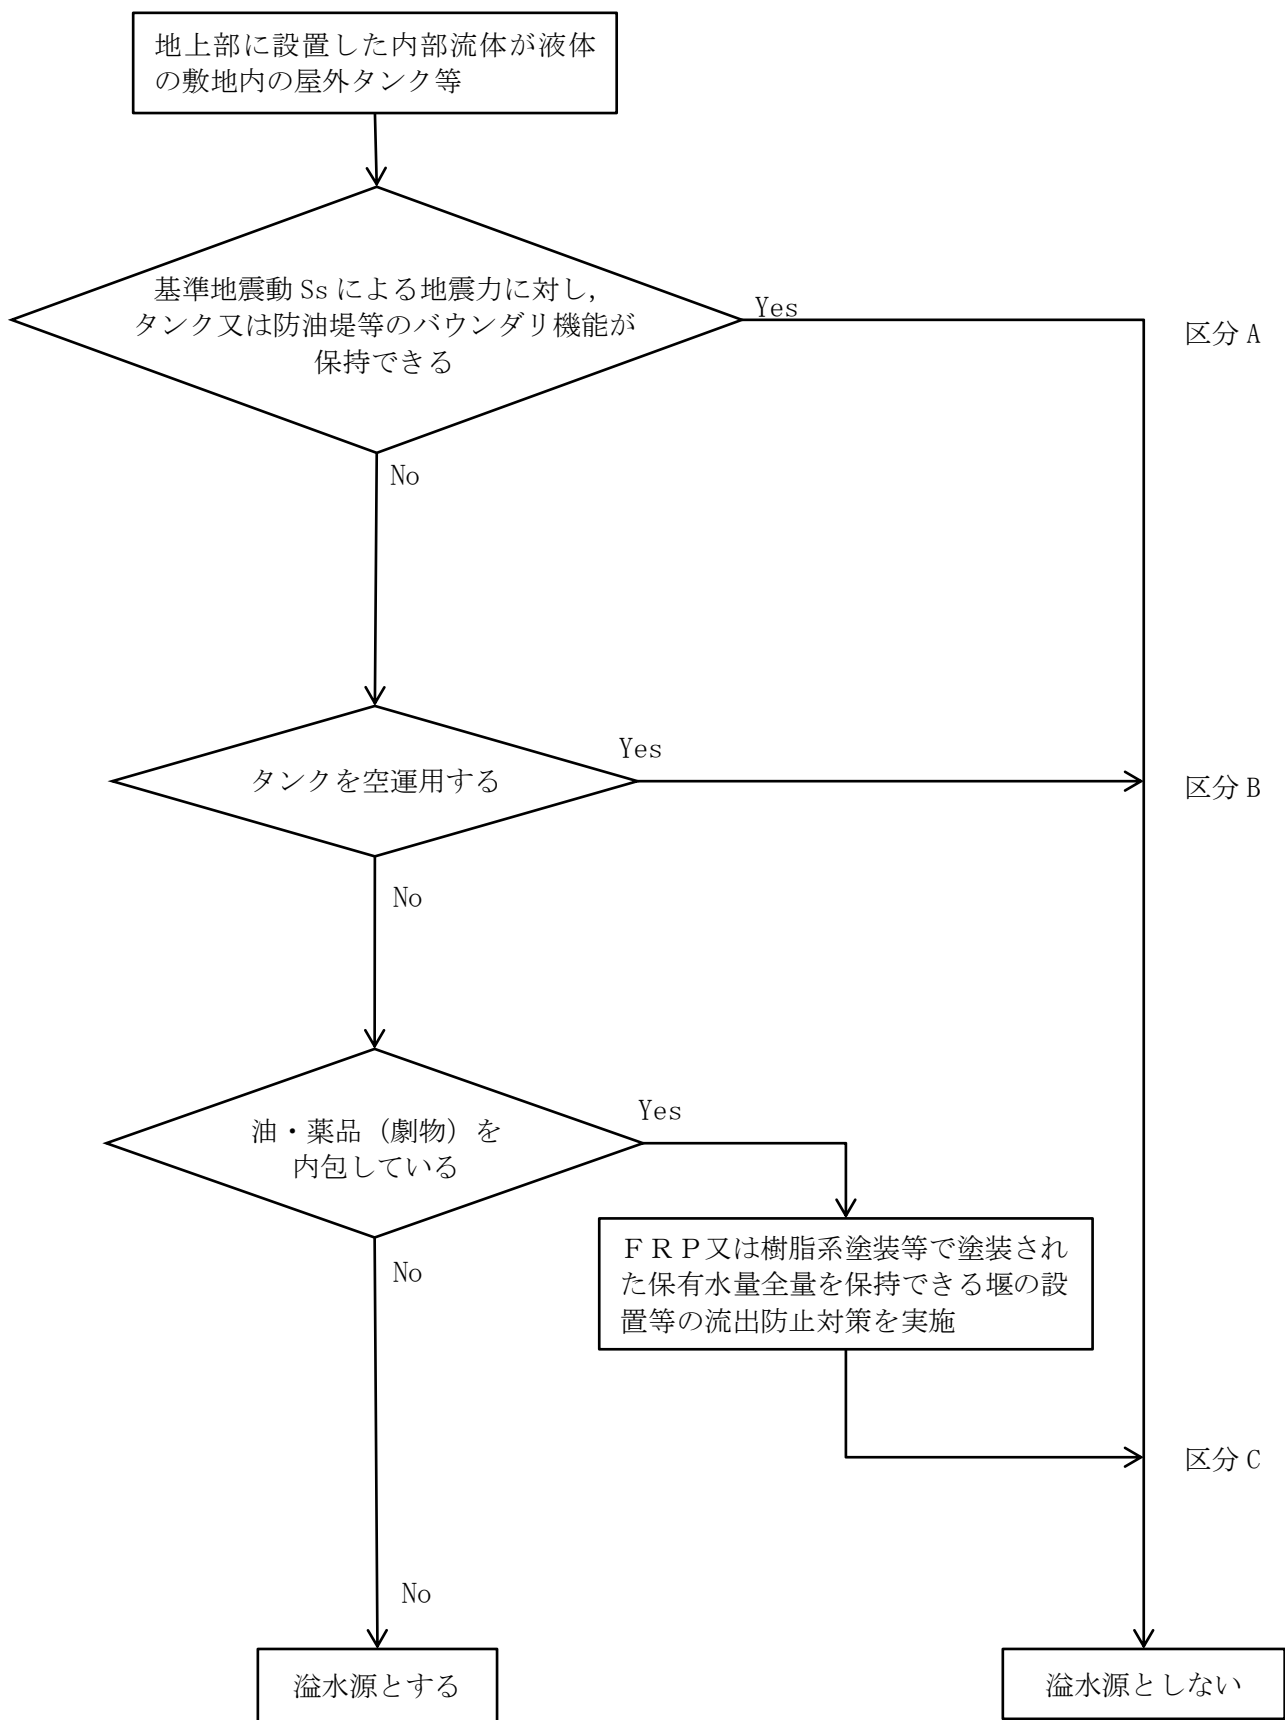 地上部に設置した内部流体が液体
の敷地内の屋外タンク等
基準地震動 Ss による地震力に対し,
タンク又は防油堤等のバウンダリ機能が
保持できる
Yes
区分 A
No
タンクを空運用する
Yes
区分 B
No
油・薬品（劇物）を
内包している
Yes
No
ＦＲＰ又は樹脂系塗装等で塗装され
た保有水量全量を保持できる堰の設
置等の流出防止対策を実施
区分 C
No
溢水源とする
溢水源としない